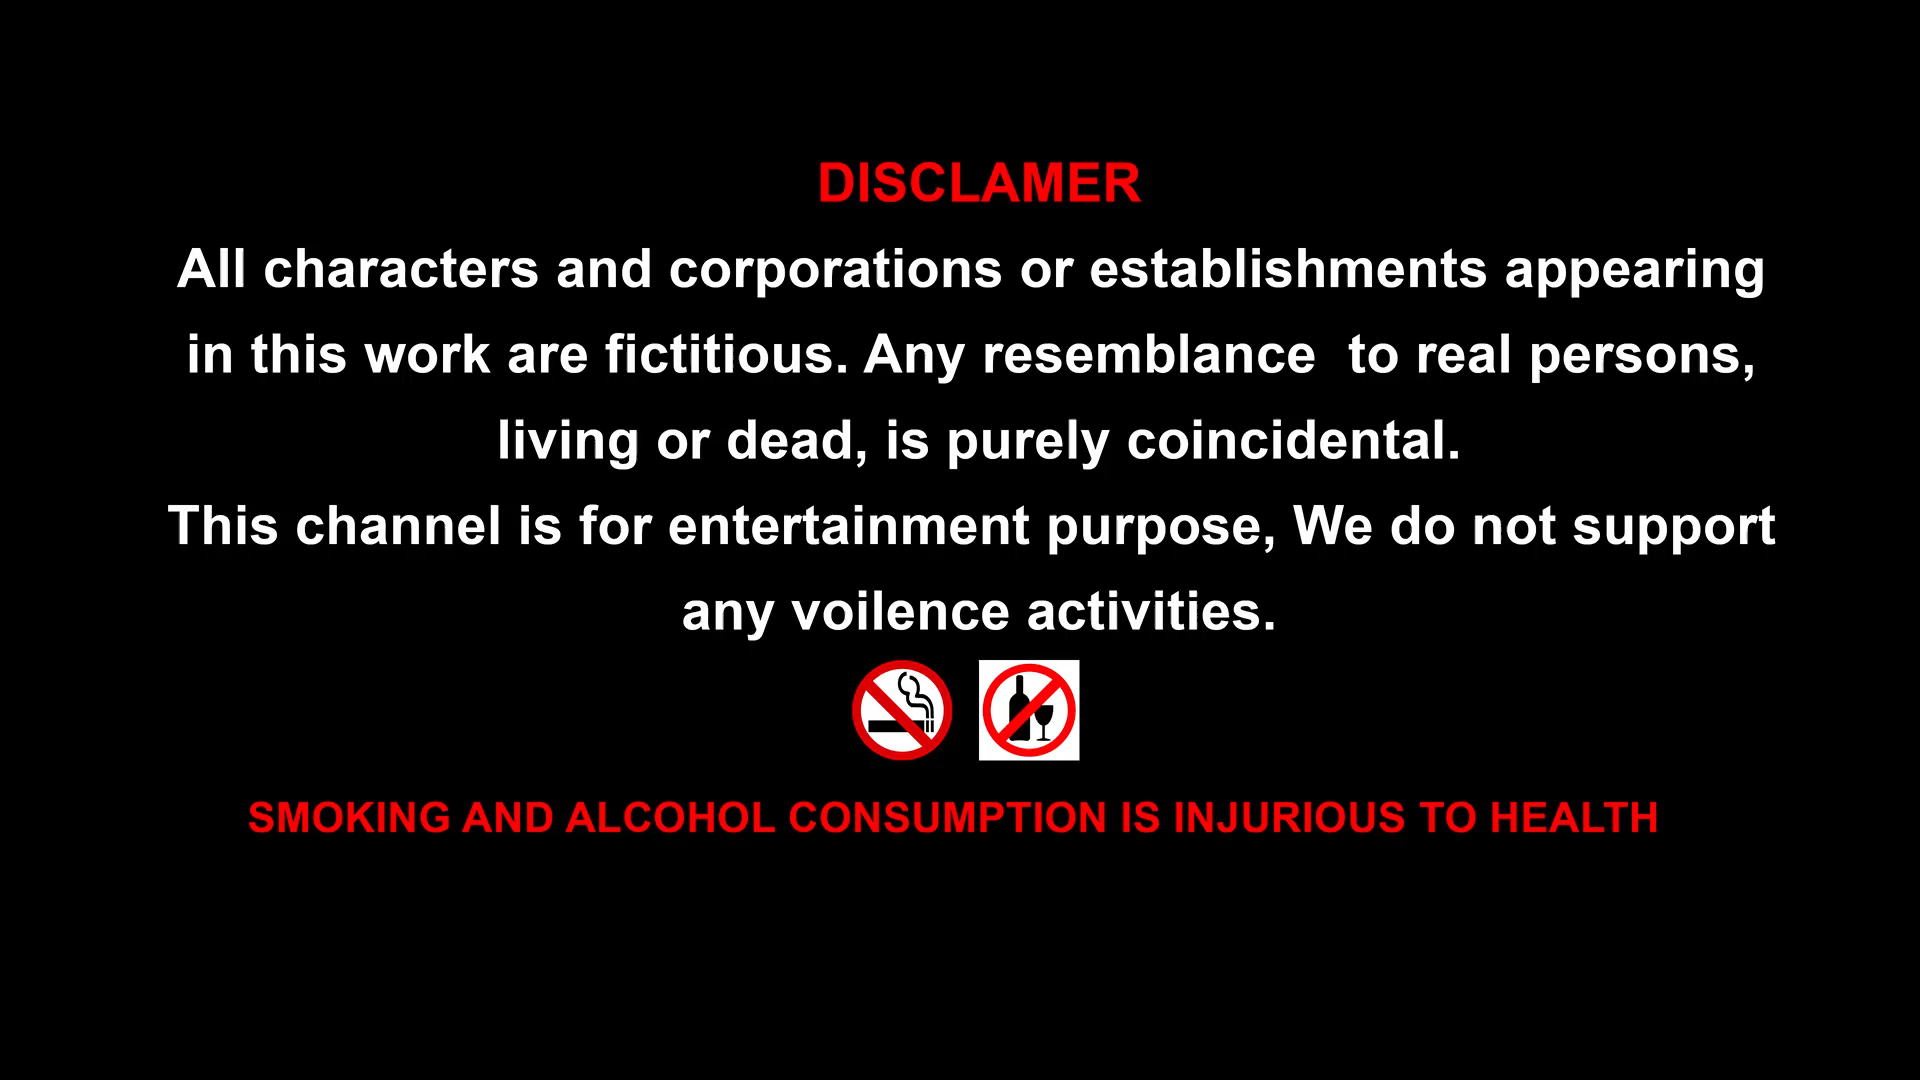 DISCLAMER
All characters and corporations or establishments appearing
in this work are fictitious. Any resemblance  to real persons,
living or dead, is purely coincidental.
This channel is for entertainment purpose, We do not support
any voilence activities.
SMOKING AND ALCOHOL CONSUMPTION IS INJURIOUS TO HEALTH